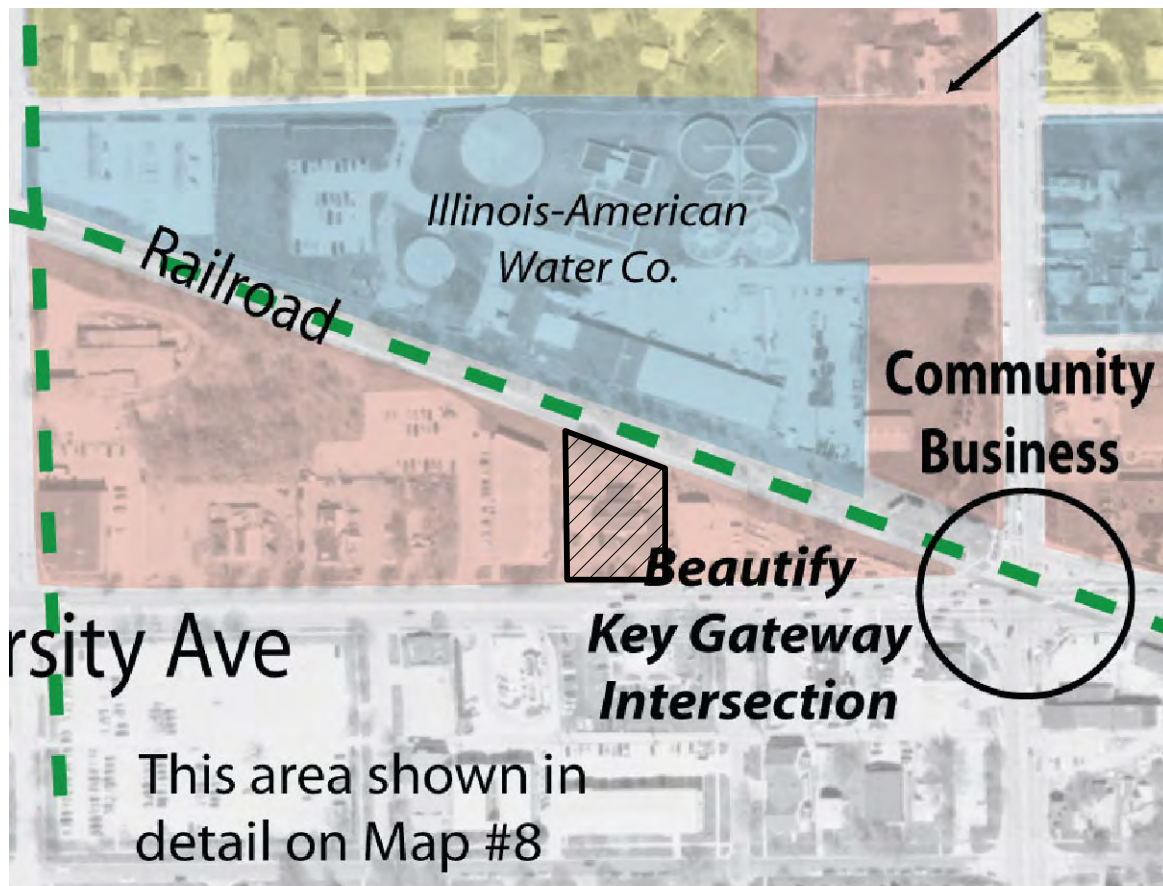 Illinois-American
Water Co.
Railroad
Community
Business
Beautify
Key Gateway
Intersection
rsity Ave
This area shown in
detail on Map #8